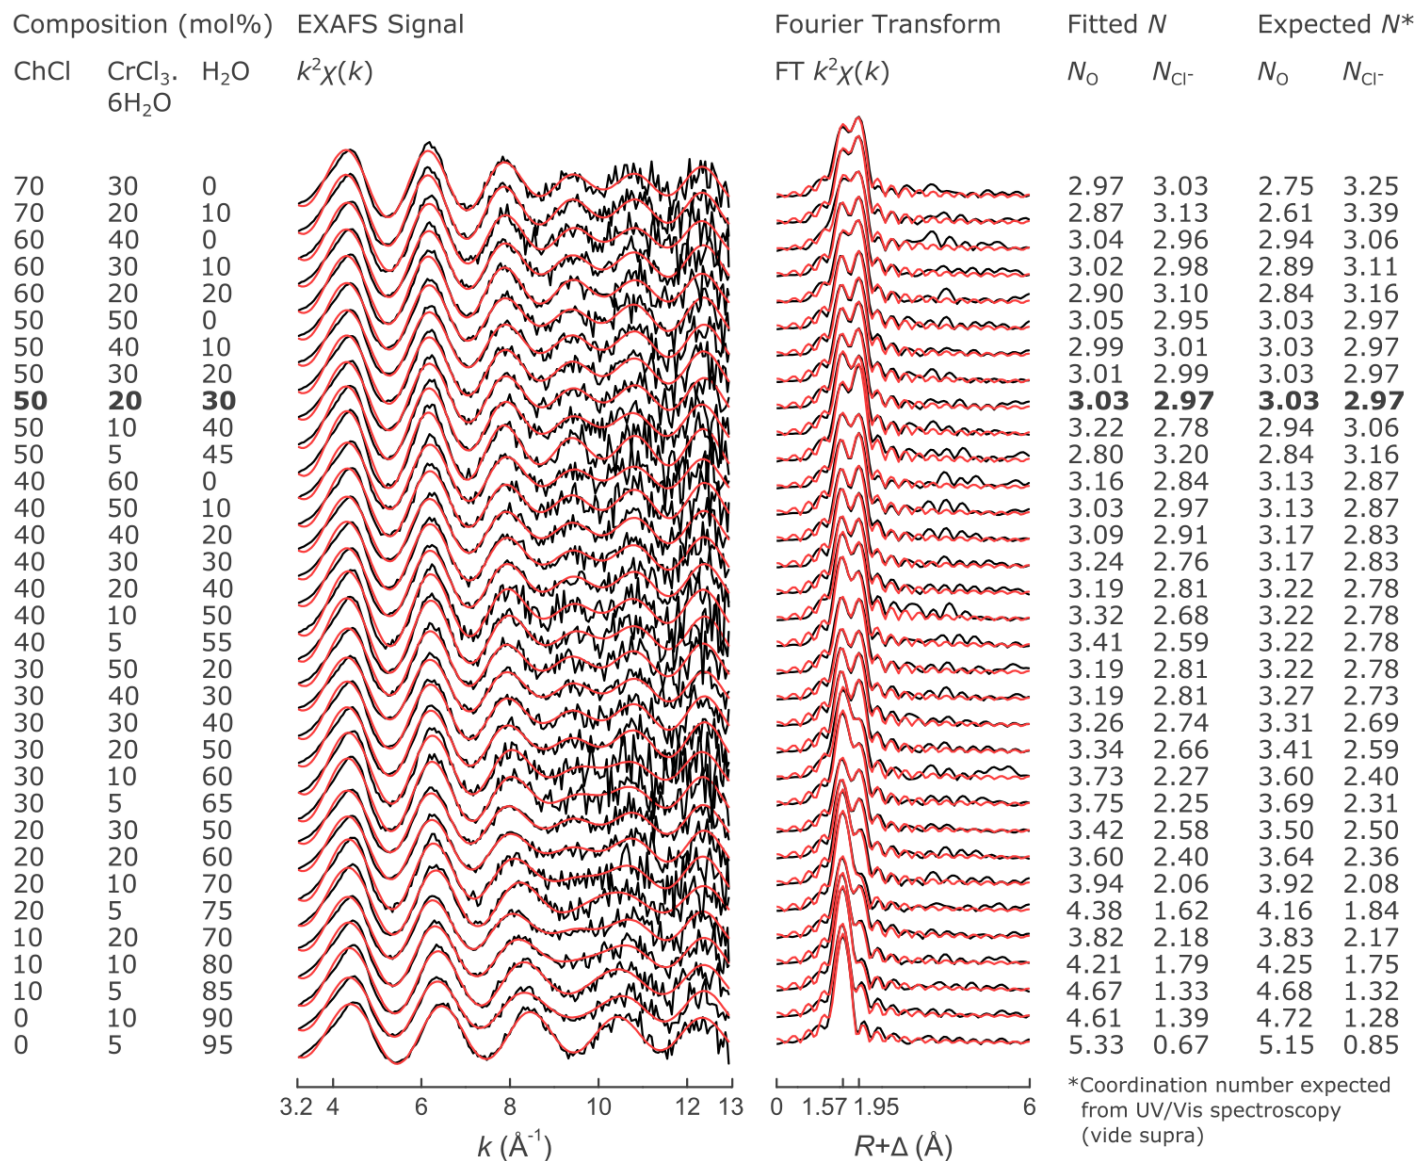 Composition (mol%) EXAFS Signal Fourier Transform Fitted N Expected N*
ChCl CrCl₃. H₂O k²χ(k) FT k²χ(k) N_O N_Cl⁻ N_O N_Cl⁻
6H₂O
70 30 0 2.97 3.03 2.75 3.25
70 20 10 2.87 3.13 2.61 3.39
60 40 0 3.04 2.96 2.94 3.06
60 30 10 3.02 2.98 2.89 3.11
60 20 20 2.90 3.10 2.84 3.16
50 50 0 3.05 2.95 3.03 2.97
50 40 10 2.99 3.01 3.03 2.97
50 30 20 3.01 2.99 3.03 2.97
50 20 30 3.03 2.97 3.03 2.97
50 10 40 3.22 2.78 2.94 3.06
50 5 45 2.80 3.20 2.84 3.16
40 60 0 3.16 2.84 3.13 2.87
40 50 10 3.03 2.97 3.13 2.87
40 40 20 3.09 2.91 3.17 2.83
40 30 30 3.24 2.76 3.17 2.83
40 20 40 3.19 2.81 3.22 2.78
40 10 50 3.32 2.68 3.22 2.78
40 5 55 3.41 2.59 3.22 2.78
30 50 20 3.19 2.81 3.22 2.78
30 40 30 3.19 2.81 3.27 2.73
30 30 40 3.26 2.74 3.31 2.69
30 20 50 3.34 2.66 3.41 2.59
30 10 60 3.73 2.27 3.60 2.40
30 5 65 3.75 2.25 3.69 2.31
20 30 50 3.42 2.58 3.50 2.50
20 20 60 3.60 2.40 3.64 2.36
20 10 70 3.94 2.06 3.92 2.08
20 5 75 4.38 1.62 4.16 1.84
10 20 70 3.82 2.18 3.83 2.17
10 10 80 4.21 1.79 4.25 1.75
10 5 85 4.67 1.33 4.68 1.32
0 10 90 4.61 1.39 4.72 1.28
0 5 95 5.33 0.67 5.15 0.85
3.2 4 6 8 10 12 13 0 1.57 1.95 6
k (Å⁻¹) R+Δ (Å)
*Coordination number expected
from UV/Vis spectroscopy
(vide supra)